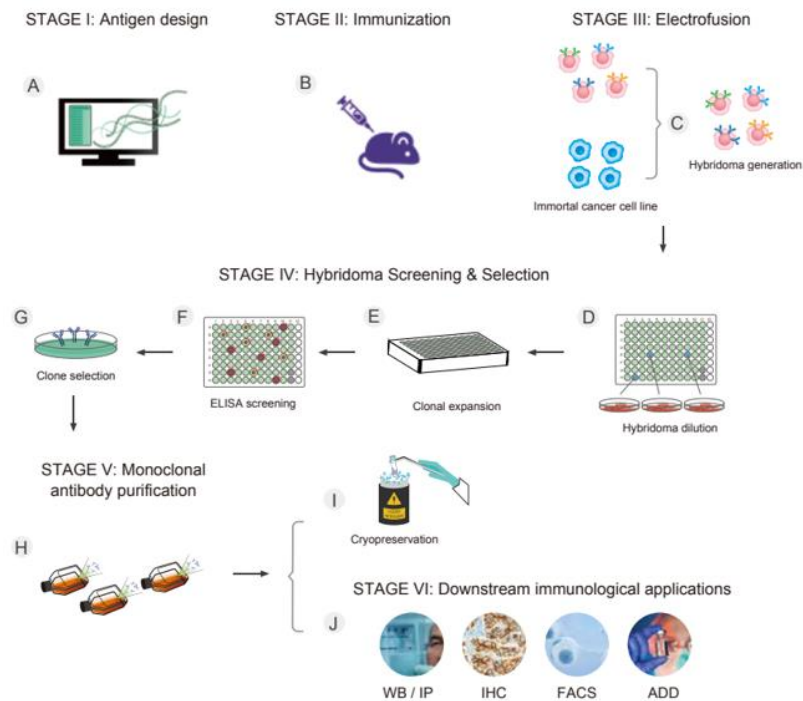 STAGE I: Antigen design
STAGE II: Immunization
STAGE III: Electrofusion
A
B
C
Hybridoma generation
Immortal cancer cell line
STAGE IV: Hybridoma Screening & Selection
G
F
E
D
Clone selection
ELISA screening
Clonal expansion
Hybridoma dilution
STAGE V: Monoclonal
antibody purification
I
Cryopreservation
H
STAGE VI: Downstream immunological applications
J
WB / IP
IHC
FACS
ADD